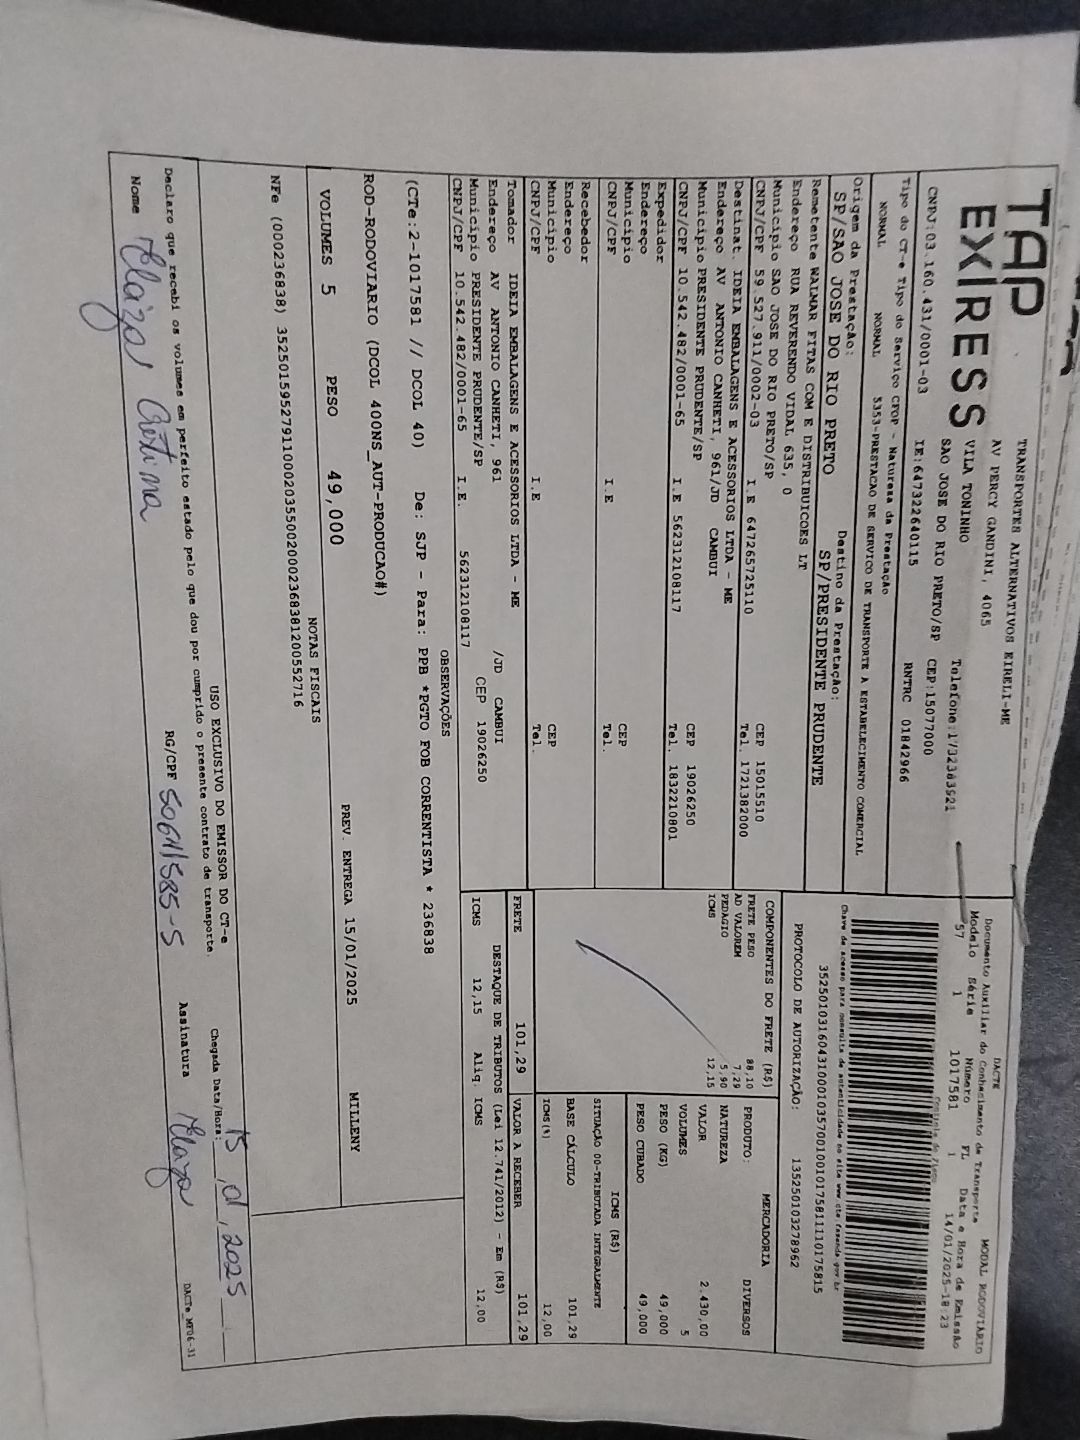 TAP
EXPRESS
TRANSPORTES ALTERNATIVOS EIRELI-ME
AV PERCY GANDINI, 4065
VILA TONINHO
SAO JOSE DO RIO PRETO/SP
Telefone:1732383521
CEP:15077000
CNPJ:03.160.431/0001-03 IE:647322640115 RNTRC 01842966
DACTE MODAL RODOVIÁRIO
Documento Auxiliar do Conhecimento de Transporte
Modelo Série Número FL Data e Hora de Emissão
57 1 1017581 1 14/01/2025-18:23
Controle do Fisco
Chave de acesso para consulta de autenticidade no site www.cte.fazenda.gov.br
35250103160431000103570010010175811110175815
PROTOCOLO DE AUTORIZAÇÃO: 135250103278962
Tipo do CT-e Tipo do Serviço CFOP - Natureza da Prestação
NORMAL NORMAL 5353-PRESTACAO DE SERVICO DE TRANSPORTE A ESTABELECIMENTO COMERCIAL
Origem da Prestação: Destino da Prestação:
SP/SAO JOSE DO RIO PRETO SP/PRESIDENTE PRUDENTE
Remetente WALMAR FITAS COM E DISTRIBUICOES LT
Endereço RUA REVERENDO VIDAL 635, 0
Município SAO JOSE DO RIO PRETO/SP CEP 15015510
CNPJ/CPF 59.527.911/0002-03 I.E 647265725110 Tel. 1721382000
Destinat. IDEIA EMBALAGENS E ACESSORIOS LTDA - ME
Endereço AV ANTONIO CANHETI, 961/JD CAMBUI
Município PRESIDENTE PRUDENTE/SP CEP 19026250
CNPJ/CPF 10.542.482/0001-65 I.E 562312108117 Tel. 1832210801
Expedidor
Endereço
Município CEP
CNPJ/CPF I.E Tel.
Recebedor
Endereço
Município CEP
CNPJ/CPF I.E Tel.
Tomador IDEIA EMBALAGENS E ACESSORIOS LTDA - ME
Endereço AV ANTONIO CANHETI, 961 /JD CAMBUI
Município PRESIDENTE PRUDENTE/SP CEP 19026250
CNPJ/CPF 10.542.482/0001-65 I.E. 562312108117
COMPONENTES DO FRETE (R$)
FRETE PESO 88,10
AD VALOREM 7,29
PEDAGIO 5,90
ICMS 12,15
MERCADORIA
PRODUTO: DIVERSOS
NATUREZA
VALOR 2.430,00
VOLUMES 5
PESO (KG) 49,000
PESO CUBADO 49,000
ICMS (R$)
SITUAÇÃO 00-TRIBUTADA INTEGRALMENTE
BASE CÁLCULO 101,29
ICMS(%) 12,00
FRETE 101,29 VALOR A RECEBER 101,29
DESTAQUE DE TRIBUTOS (Lei 12.741/2012) - Em (R$)
ICMS 12,15 Aliq. ICMS 12,00
OBSERVAÇÕES
(CTe:2-1017581 // DCOL 40) De: SJP - Para: PPB *PGTO FOB CORRENTISTA * 236838
ROD-RODOVIARIO (DCOL 400NS_AUT-PRODUCAO#)
VOLUMES 5 PESO 49,000 PREV. ENTREGA 15/01/2025 MILLENY
NOTAS FISCAIS
NFe (000236838) 35250159527911000203550020002368381200552716
USO EXCLUSIVO DO EMISSOR DO CT-e
Declaro que recebi os volumes em perfeito estado pelo que dou por cumprido o presente contrato de transporte. Chegada Data/Hora: 15, 01, 2025
Nome Elaiza Cristina RG/CPF 50641585-5 Assinatura Elaiza
DACTe_MF06-31